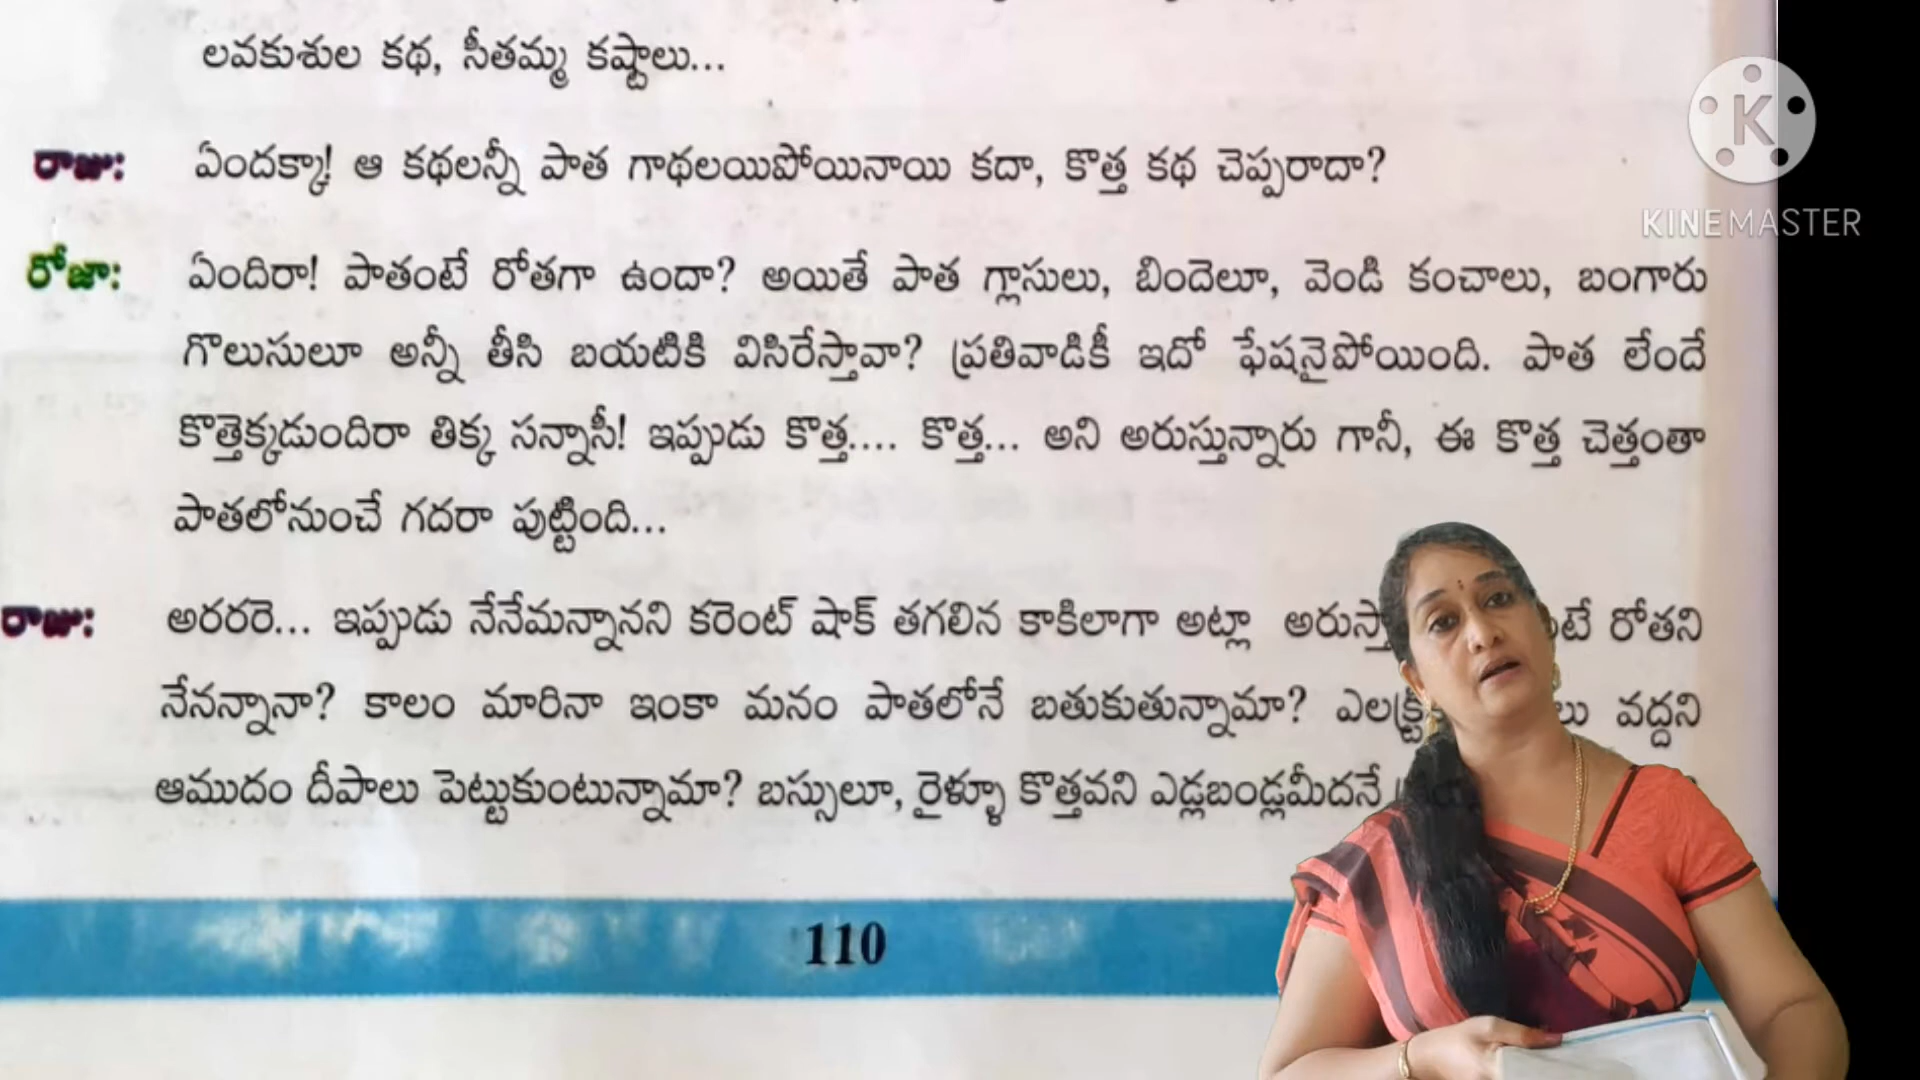 లవకుశుల కథ, సీతమ్మ కష్టాలు...
రాజు: ఏందక్కా! ఆ కథలన్నీ పాత గాథలయిపోయినాయి కదా, కొత్త కథ చెప్పరాదా?
రోజా: ఏందిరా! పాతంటే రోతగా ఉందా? అయితే పాత గ్లాసులు, బిందెలూ, వెండి కంచాలు, బంగారు
గొలుసులూ అన్నీ తీసి బయటికి విసిరేస్తావా? ప్రతివాడికీ ఇదో ఫేషనైపోయింది. పాత లేందే
కొత్తెక్కడుందిరా తిక్క సన్నాసీ! ఇప్పుడు కొత్త.... కొత్త... అని అరుస్తున్నారు గానీ, ఈ కొత్త చెత్తంతా
పాతలోనుంచే గదరా పుట్టింది...
రాజు: అరరరె... ఇప్పుడు నేనేమన్నానని కరెంట్ షాక్ తగలిన కాకిలాగా అట్లా రోతని
నేనన్నానా? కాలం మారినా ఇంకా మనం పాతలోనే బతుకుతున్నామా? వద్దని
ఆముదం దీపాలు పెట్టుకుంటున్నామా? బస్సులూ, రైళ్ళూ కొత్తవని ఎడ్లబండ్లమీదనే
110
K
KINEMASTER